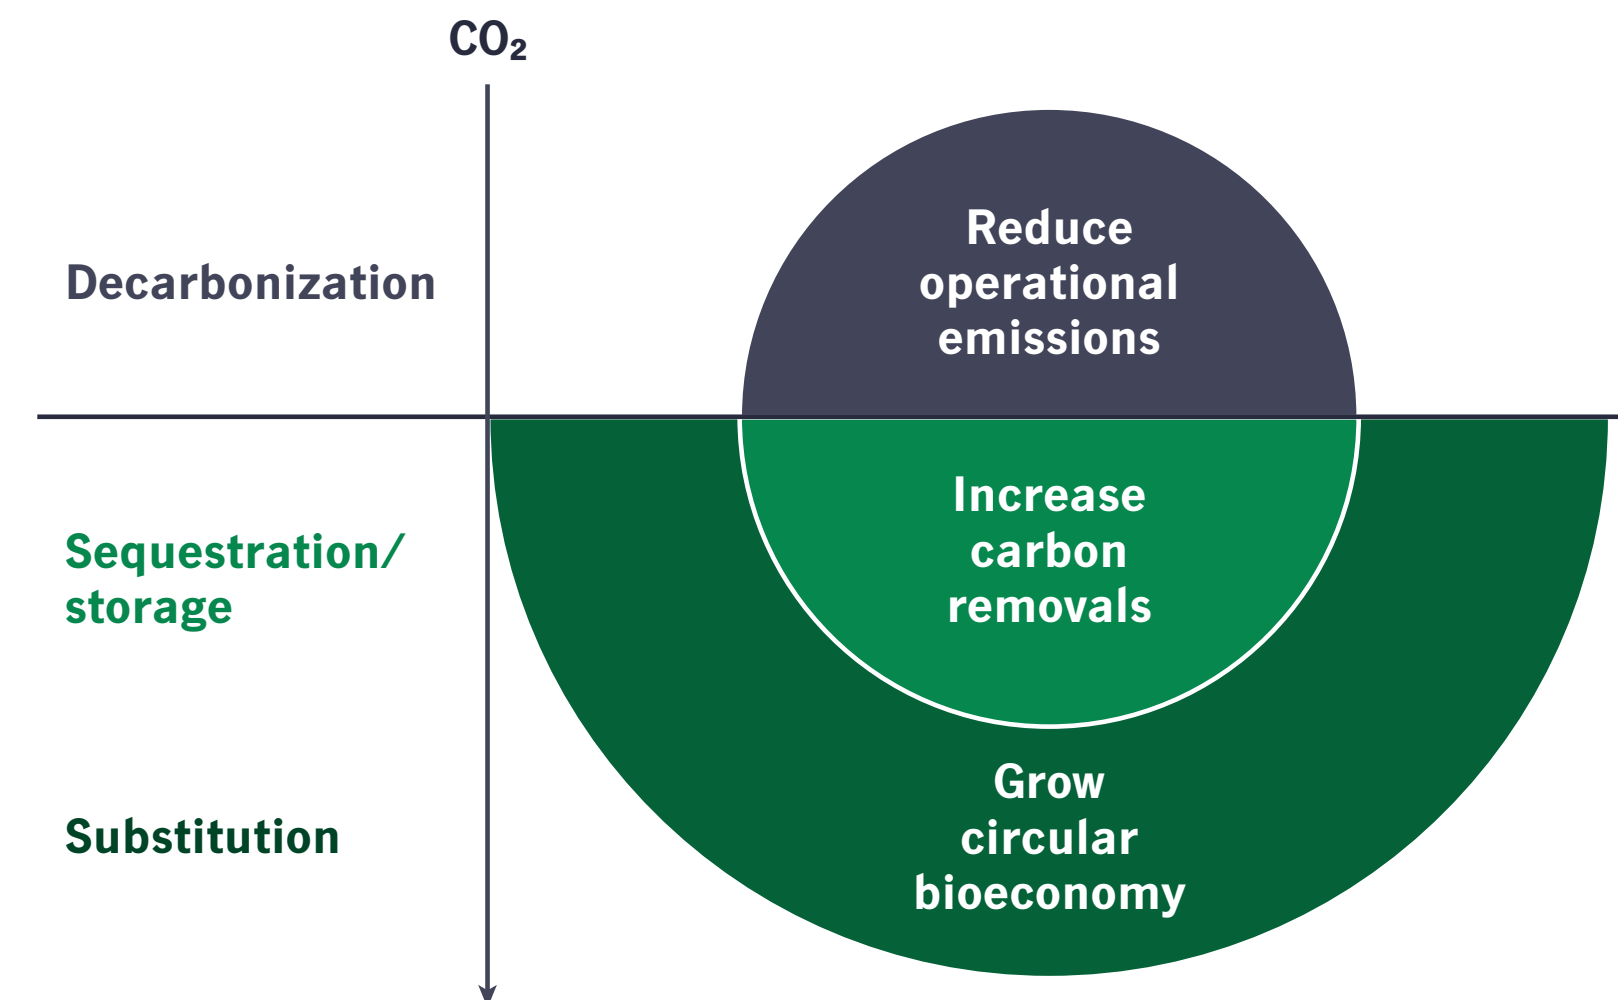 CO₂
Decarbonization
Reduce
operational
emissions
Sequestration/
storage
Increase
carbon
removals
Substitution
Grow
circular
bioeconomy